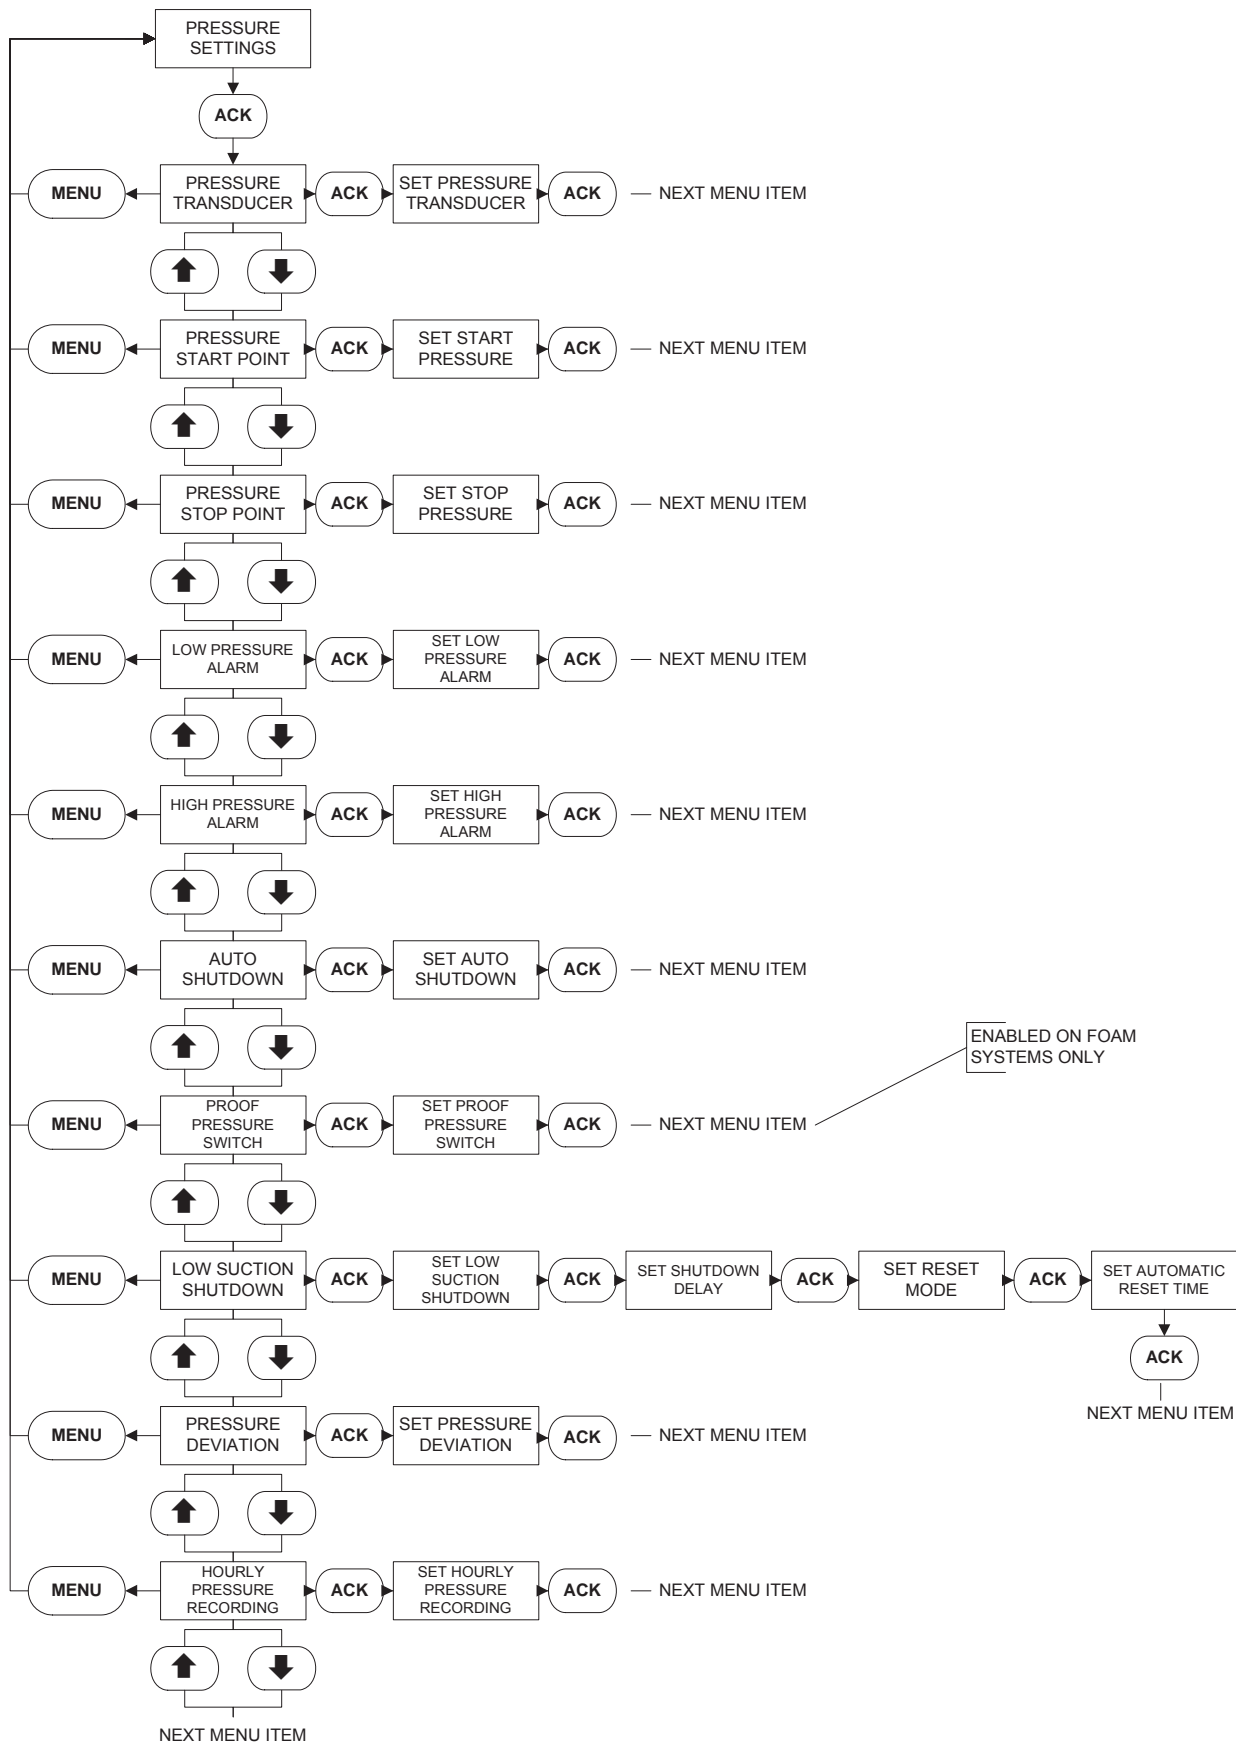 PRESSURE
SETTINGS
ACK
MENU
PRESSURE
TRANSDUCER
ACK
SET PRESSURE
TRANSDUCER
ACK
NEXT MENU ITEM
MENU
PRESSURE
START POINT
ACK
SET START
PRESSURE
ACK
NEXT MENU ITEM
MENU
PRESSURE
STOP POINT
ACK
SET STOP
PRESSURE
ACK
NEXT MENU ITEM
MENU
LOW PRESSURE
ALARM
ACK
SET LOW
PRESSURE
ALARM
ACK
NEXT MENU ITEM
MENU
HIGH PRESSURE
ALARM
ACK
SET HIGH
PRESSURE
ALARM
ACK
NEXT MENU ITEM
MENU
AUTO
SHUTDOWN
ACK
SET AUTO
SHUTDOWN
ACK
NEXT MENU ITEM
ENABLED ON FOAM
SYSTEMS ONLY
MENU
PROOF
PRESSURE
SWITCH
ACK
SET PROOF
PRESSURE
SWITCH
ACK
NEXT MENU ITEM
MENU
LOW SUCTION
SHUTDOWN
ACK
SET LOW
SUCTION
SHUTDOWN
ACK
SET SHUTDOWN
DELAY
ACK
SET RESET
MODE
ACK
SET AUTOMATIC
RESET TIME
ACK
NEXT MENU ITEM
MENU
PRESSURE
DEVIATION
ACK
SET PRESSURE
DEVIATION
ACK
NEXT MENU ITEM
MENU
HOURLY
PRESSURE
RECORDING
ACK
SET HOURLY
PRESSURE
RECORDING
ACK
NEXT MENU ITEM
NEXT MENU ITEM